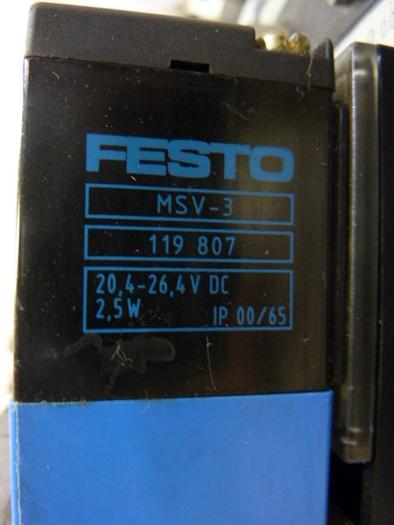 FESTO
MSV-3
119 807
20,4-26,4 V DC
2,5 W IP 00/65